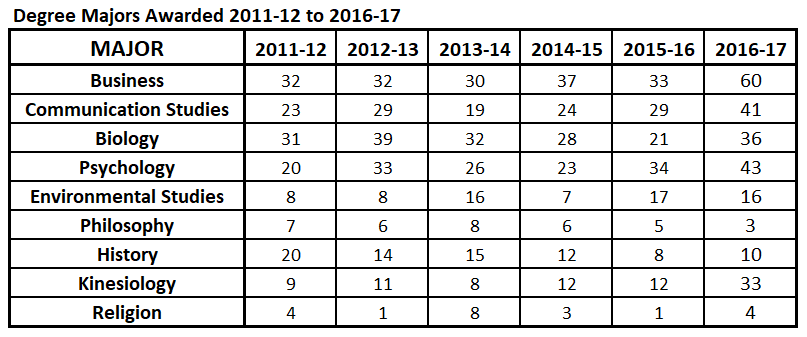 Degree Majors Awarded 2011-12 to 2016-17
MAJOR 2011-12 2012-13 2013-14 2014-15 2015-16 2016-17
Business 32 32 30 37 33 60
Communication Studies 23 29 19 24 29 41
Biology 31 39 32 28 21 36
Psychology 20 33 26 23 34 43
Environmental Studies 8 8 16 7 17 16
Philosophy 7 6 8 6 5 3
History 20 14 15 12 8 10
Kinesiology 9 11 8 12 12 33
Religion 4 1 8 3 1 4